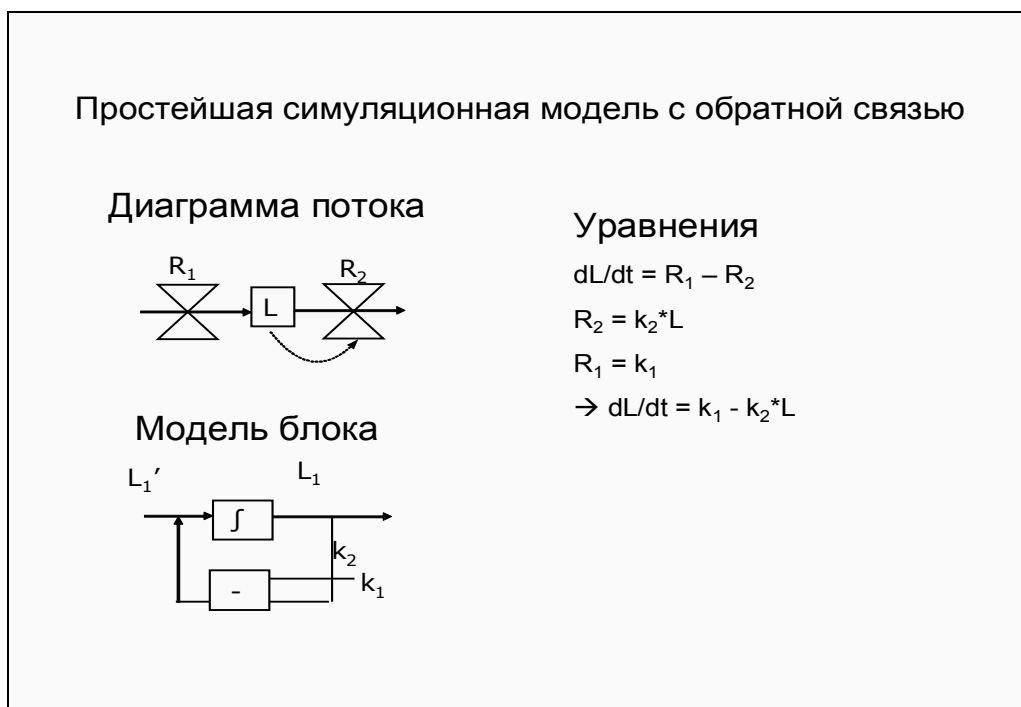 Простейшая симуляционная модель с обратной связью
Диаграмма потока
R₁
R₂
L
Модель блока
L₁′
L₁
∫
k₂
k₁
-
Уравнения
dL/dt = R₁ – R₂
R₂ = k₂*L
R₁ = k₁
→ dL/dt = k₁ - k₂*L